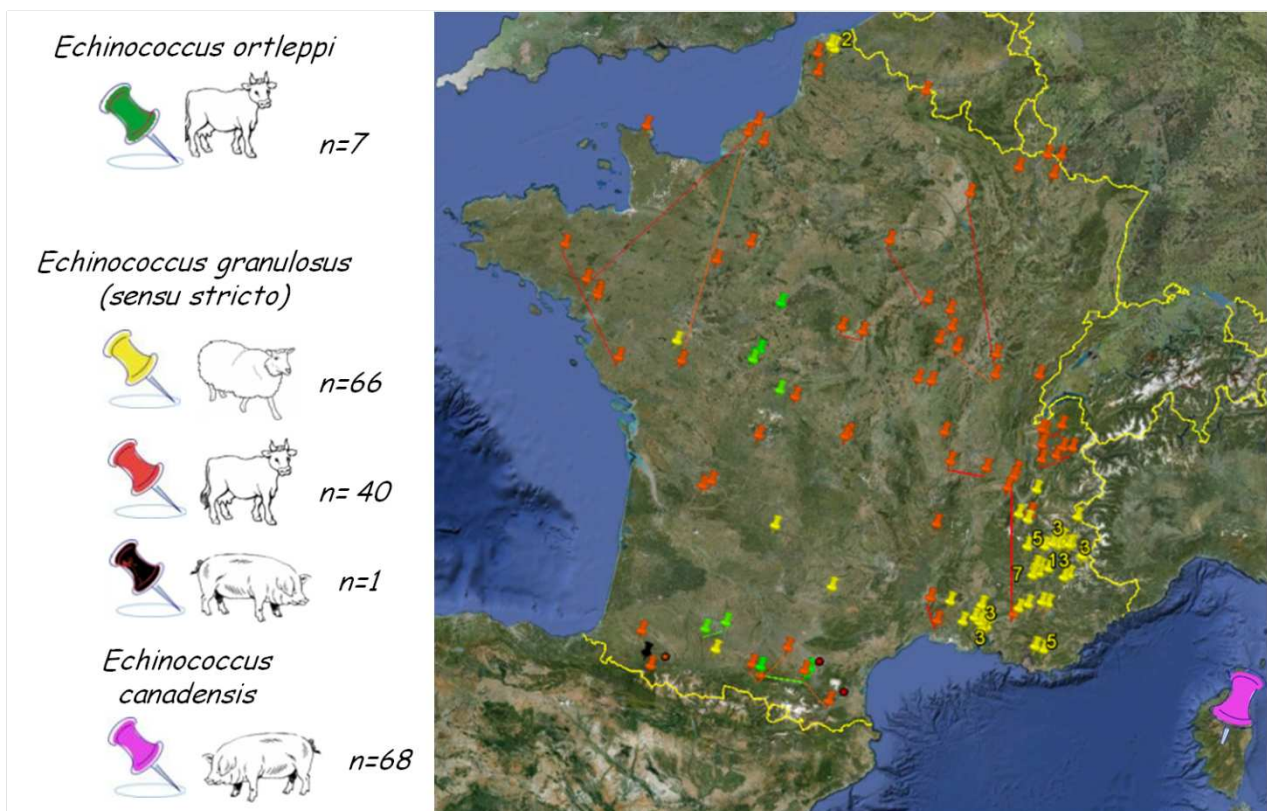 Echinococcus ortleppi
n=7
Echinococcus granulosus
(sensu stricto)
n=66
n= 40
n=1
Echinococcus
canadensis
n=68
2
3
5
3
13
7
3
3
5